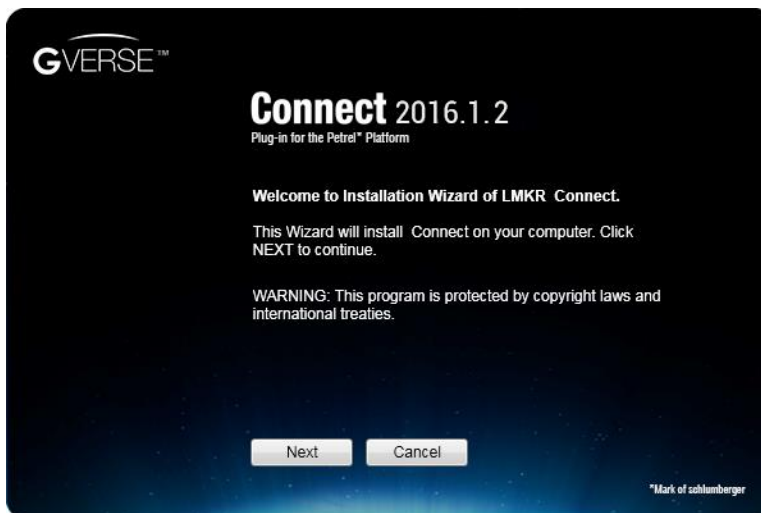 GVERSE™
Connect 2016.1.2
Plug-in for the Petrel* Platform
Welcome to Installation Wizard of LMKR Connect.
This Wizard will install Connect on your computer. Click
NEXT to continue.
WARNING: This program is protected by copyright laws and
international treaties.
Next Cancel
*Mark of schlumberger